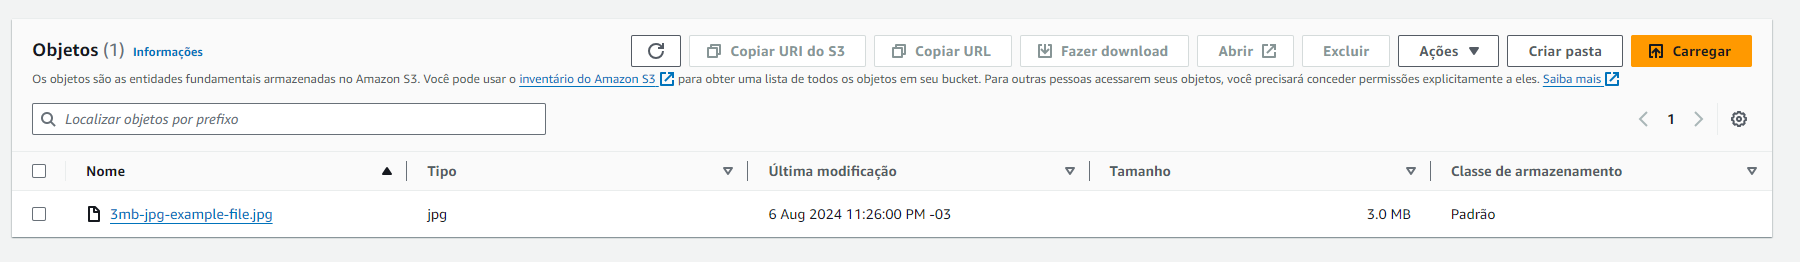 Objetos (1) Informações
Copiar URI do S3 Copiar URL Fazer download Abrir Excluir Ações Criar pasta Carregar
Os objetos são as entidades fundamentais armazenadas no Amazon S3. Você pode usar o inventário do Amazon S3 para obter uma lista de todos os objetos em seu bucket. Para outras pessoas acessarem seus objetos, você precisará conceder permissões explicitamente a eles. Saiba mais
Localizar objetos por prefixo
1
Nome Tipo Última modificação Tamanho Classe de armazenamento
3mb-jpg-example-file.jpg jpg 6 Aug 2024 11:26:00 PM -03 3.0 MB Padrão